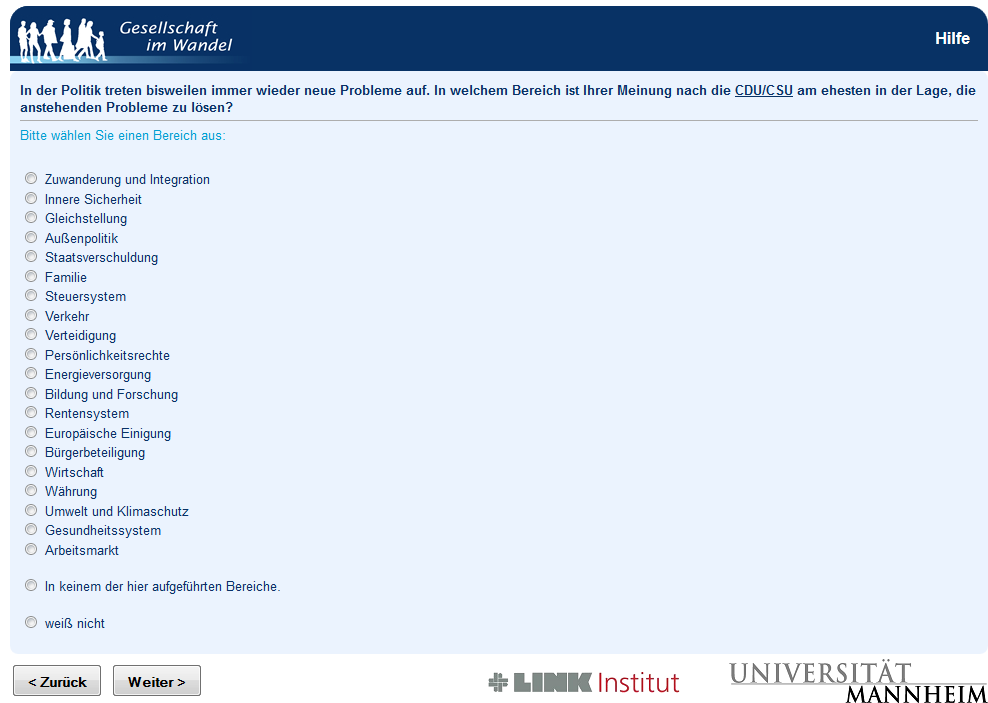 Gesellschaft
im Wandel
Hilfe
In der Politik treten bisweilen immer wieder neue Probleme auf. In welchem Bereich ist Ihrer Meinung nach die CDU/CSU am ehesten in der Lage, die
anstehenden Probleme zu lösen?
Bitte wählen Sie einen Bereich aus:
Zuwanderung und Integration
Innere Sicherheit
Gleichstellung
Außenpolitik
Staatsverschuldung
Familie
Steuersystem
Verkehr
Verteidigung
Persönlichkeitsrechte
Energieversorgung
Bildung und Forschung
Rentensystem
Europäische Einigung
Bürgerbeteiligung
Wirtschaft
Währung
Umwelt und Klimaschutz
Gesundheitssystem
Arbeitsmarkt
In keinem der hier aufgeführten Bereiche.
weiß nicht
< Zurück
Weiter >
LINK Institut
UNIVERSITÄT
MANNHEIM